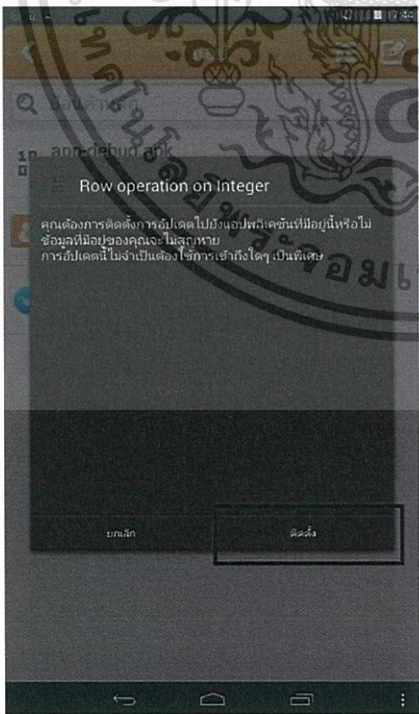 17:44
app-debug.apk
Row operation on Integer
คุณต้องการติดตั้งการอัปเดตไปยังแอปพลิเคชันที่มีอยู่นี้หรือไม่
ข้อมูลที่มีอยู่ของคุณจะไม่สูญหาย
การอัปเดตนี้ไม่จำเป็นต้องใช้การเข้าถึงใดๆ เป็นพิเศษ
ยกเลิก
ติดตั้ง